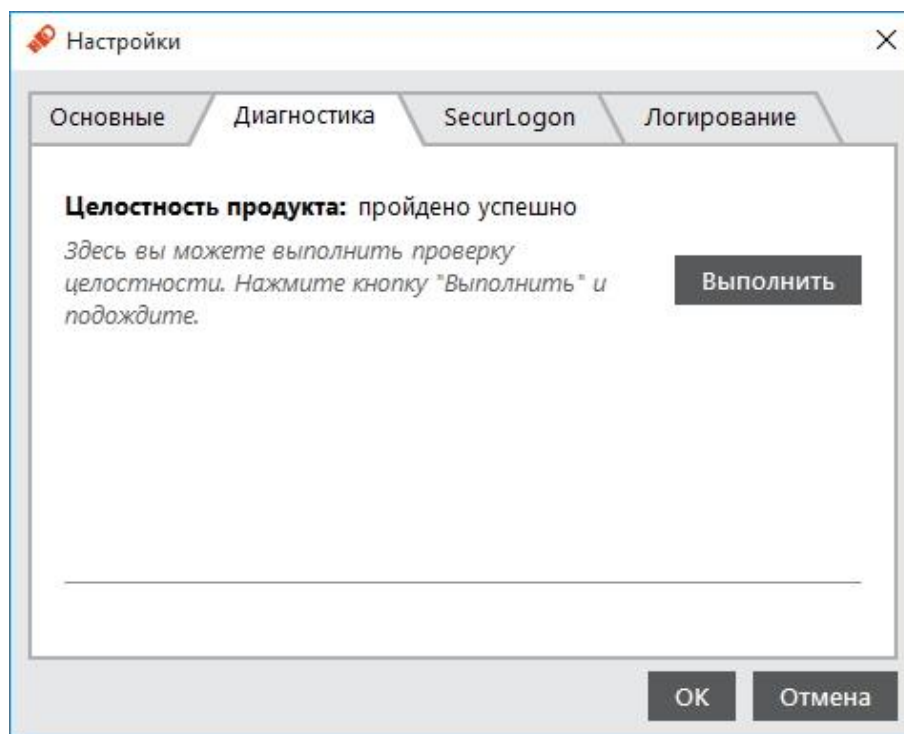 Настройки
Основные
Диагностика
SecurLogon
Логирование
Целостность продукта: пройдено успешно
Здесь вы можете выполнить проверку
целостности. Нажмите кнопку "Выполнить" и
подождите.
Выполнить
OK
Отмена